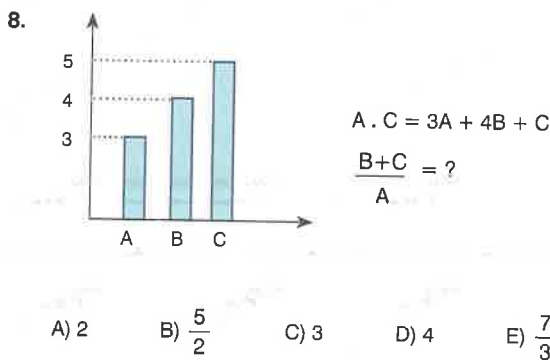 8.
5
4
3
A B C
A . C = 3A + 4B + C
B+C
A
= ?
A) 2 B) 5/2 C) 3 D) 4 E) 7/3